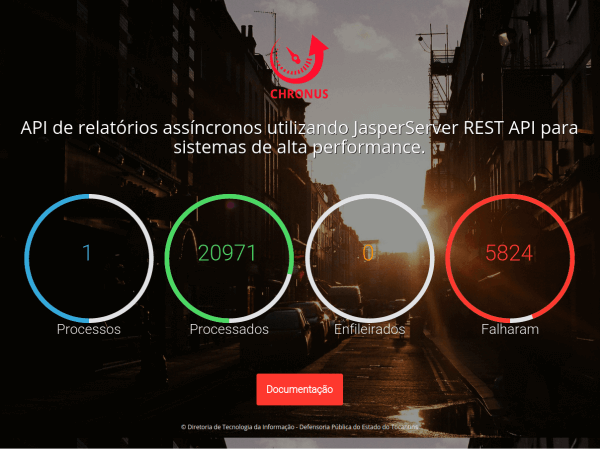 CHRONUS
API de relatórios assíncronos utilizando JasperServer REST API para
sistemas de alta performance.
1 20971 0 5824
Processos Processados Enfileirados Falharam
Documentação
© Diretoria de Tecnologia da Informação - Defensoria Pública do Estado do Tocantins